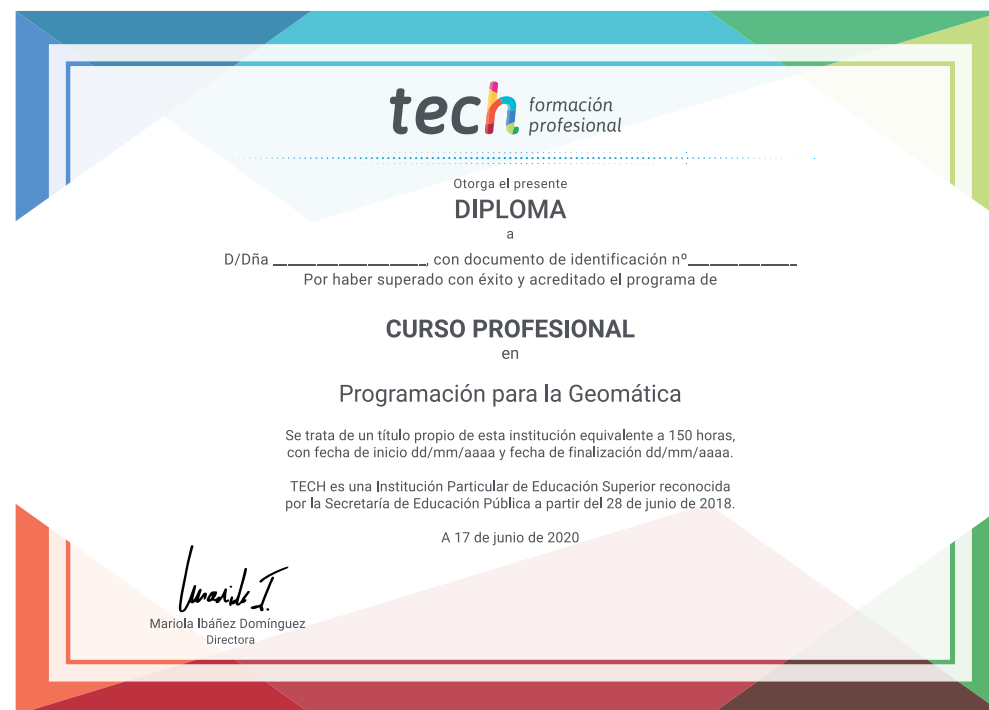 tech formación
profesional
Otorga el presente
DIPLOMA
a
D/Dña ______________________, con documento de identificación nº_______________
Por haber superado con éxito y acreditado el programa de
CURSO PROFESIONAL
en
Programación para la Geomática
Se trata de un título propio de esta institución equivalente a 150 horas,
con fecha de inicio dd/mm/aaaa y fecha de finalización dd/mm/aaaa.
TECH es una Institución Particular de Educación Superior reconocida
por la Secretaría de Educación Pública a partir del 28 de junio de 2018.
A 17 de junio de 2020
Mariola Ibáñez Domínguez
Directora